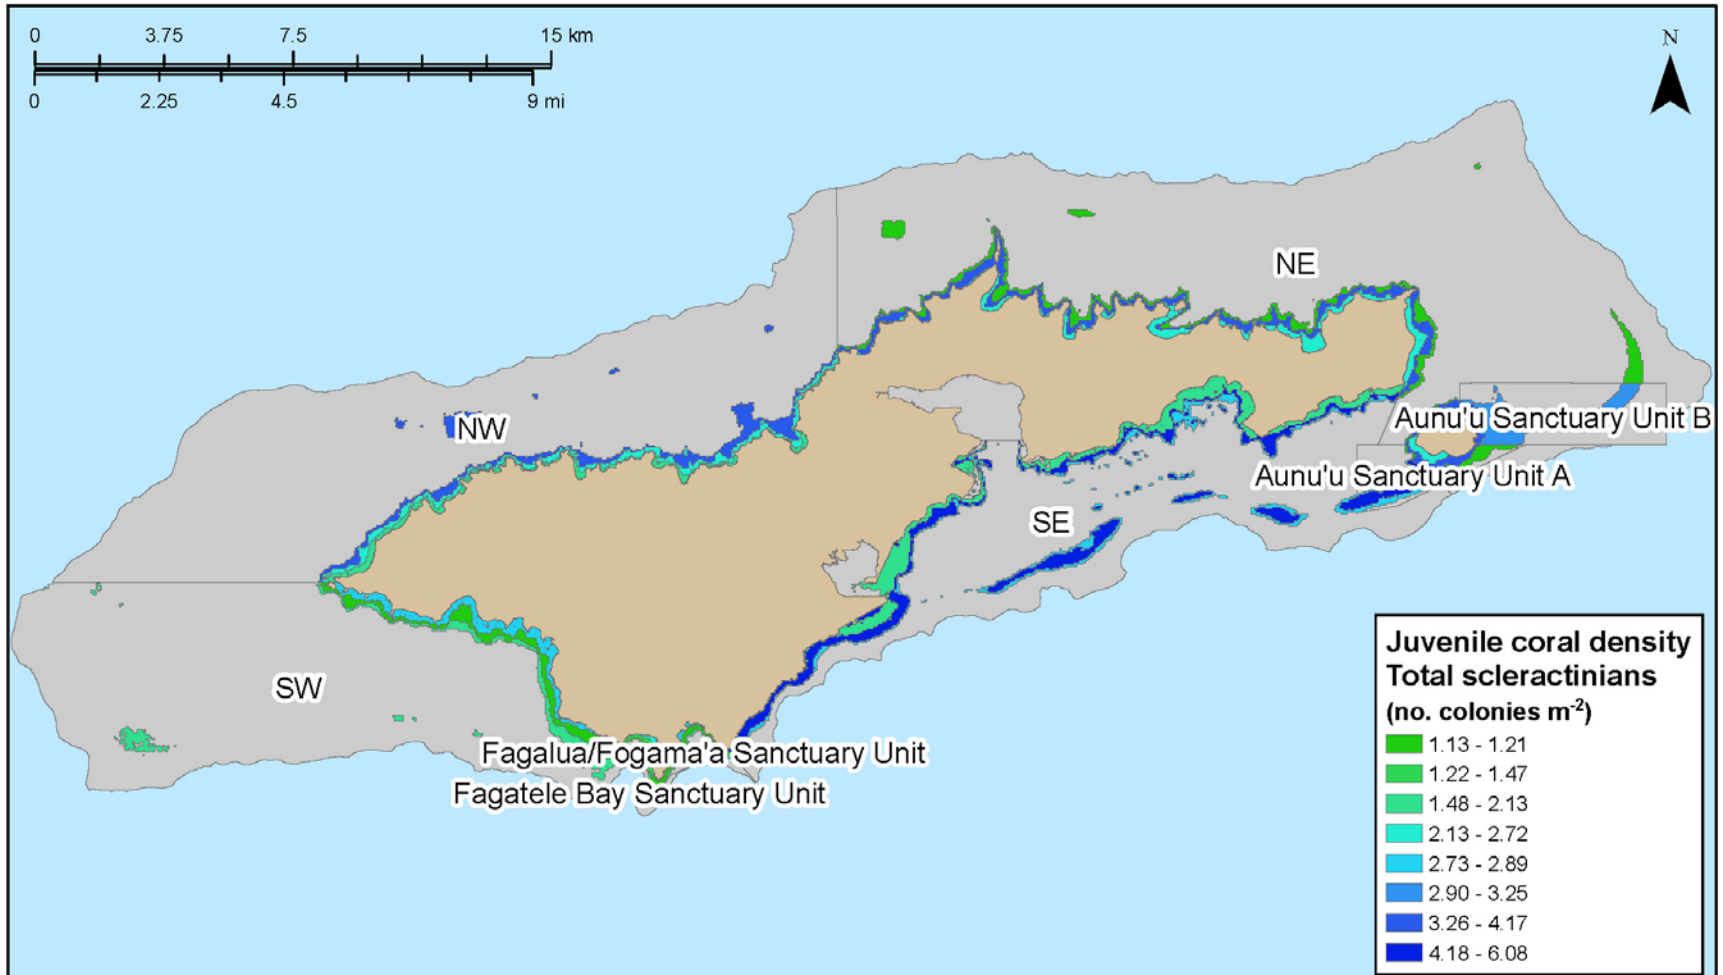 0 3.75 7.5 15 km
0 2.25 4.5 9 mi
N
NE
NW
Aunu'u Sanctuary Unit B
Aunu'u Sanctuary Unit A
SE
SW
Fagalua/Fogama'a Sanctuary Unit
Fagatele Bay Sanctuary Unit
Juvenile coral density
Total scleractinians
(no. colonies m-2)
1.13 - 1.21
1.22 - 1.47
1.48 - 2.13
2.13 - 2.72
2.73 - 2.89
2.90 - 3.25
3.26 - 4.17
4.18 - 6.08